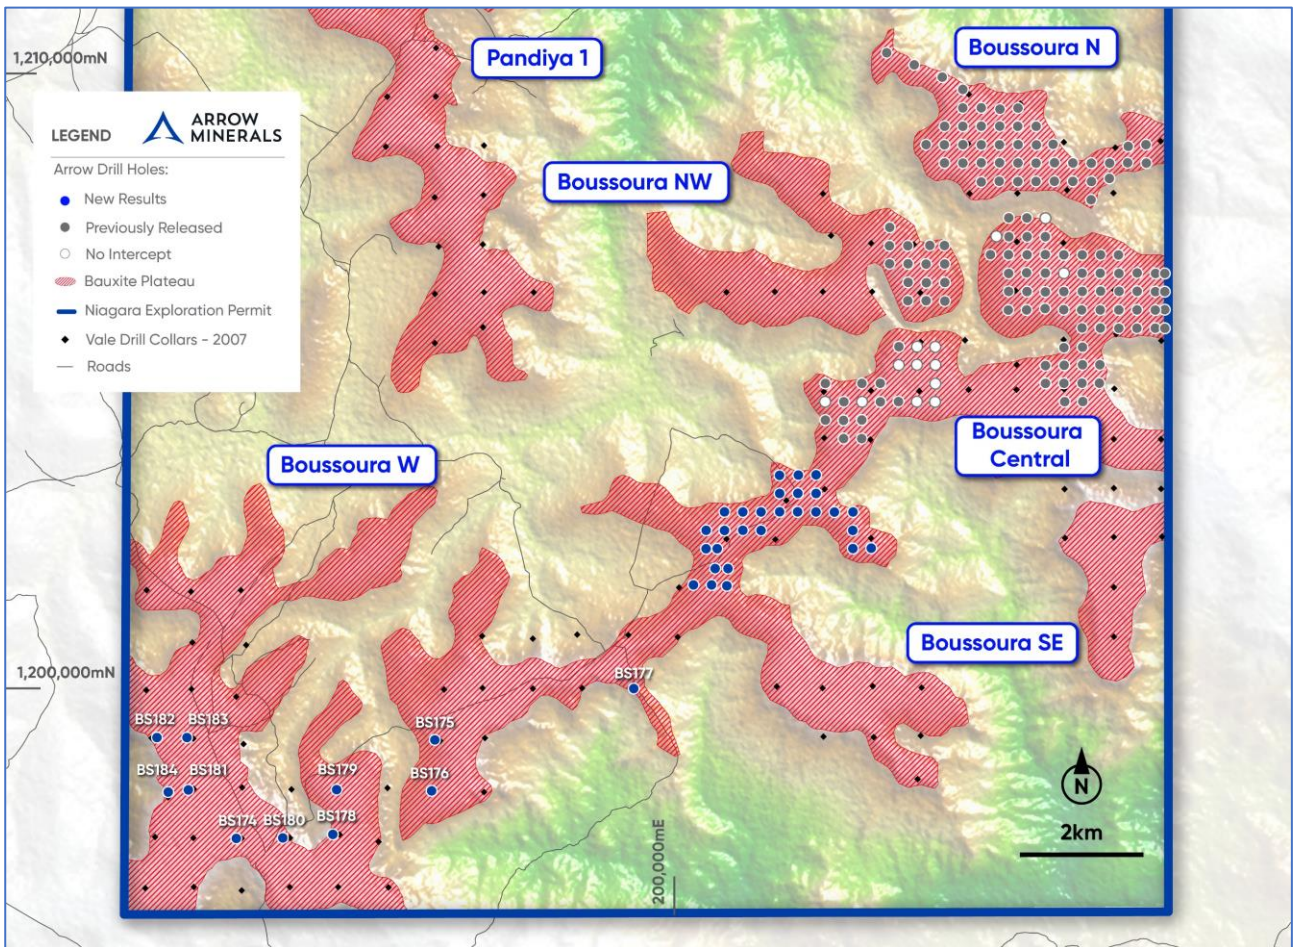 1,210,000mN
Pandiya 1
Boussoura N
ARROW
MINERALS
LEGEND
Arrow Drill Holes:
New Results
Previously Released
No Intercept
Bauxite Plateau
Niagara Exploration Permit
Vale Drill Collars - 2007
Roads
Boussoura NW
Boussoura
Central
Boussoura W
Boussoura SE
1,200,000mN
BS177
BS182
BS183
BS175
BS184
BS181
BS179
BS176
BS174
BS180
BS178
N
2km
200,000mE